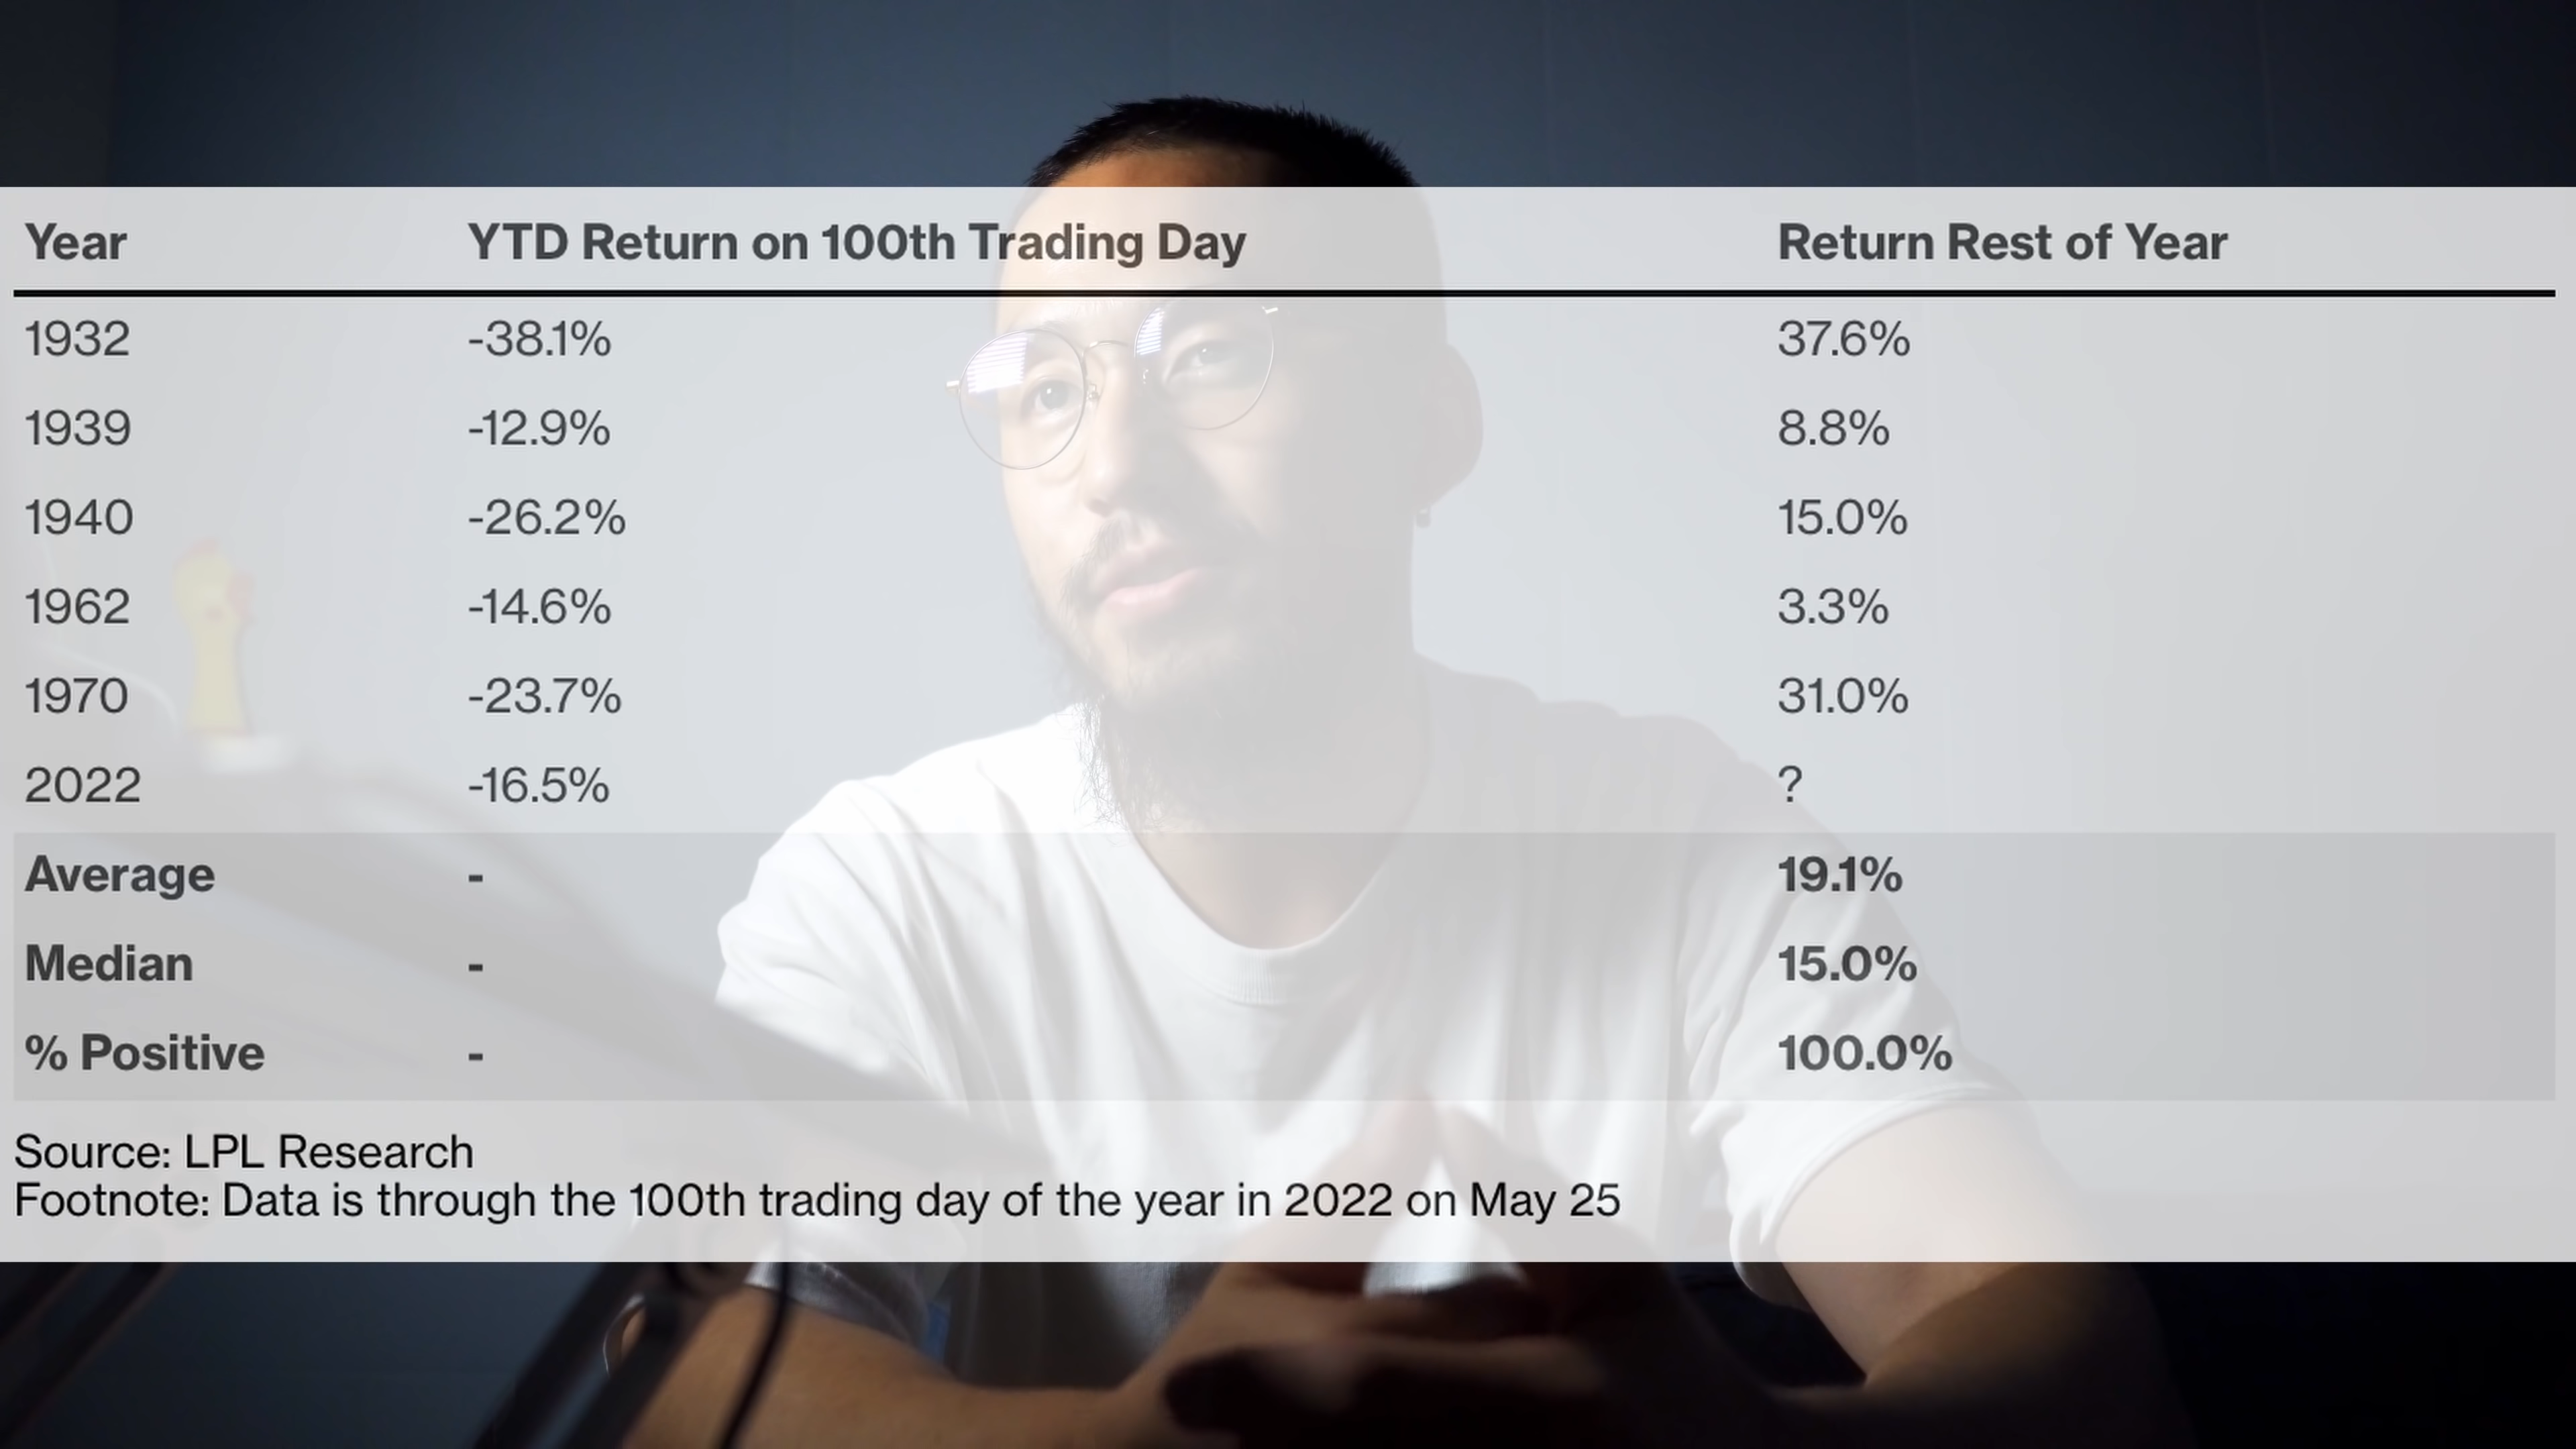 Year YTD Return on 100th Trading Day Return Rest of Year
1932 -38.1% 37.6%
1939 -12.9% 8.8%
1940 -26.2% 15.0%
1962 -14.6% 3.3%
1970 -23.7% 31.0%
2022 -16.5% ?
Average - 19.1%
Median - 15.0%
% Positive - 100.0%
Source: LPL Research
Footnote: Data is through the 100th trading day of the year in 2022 on May 25